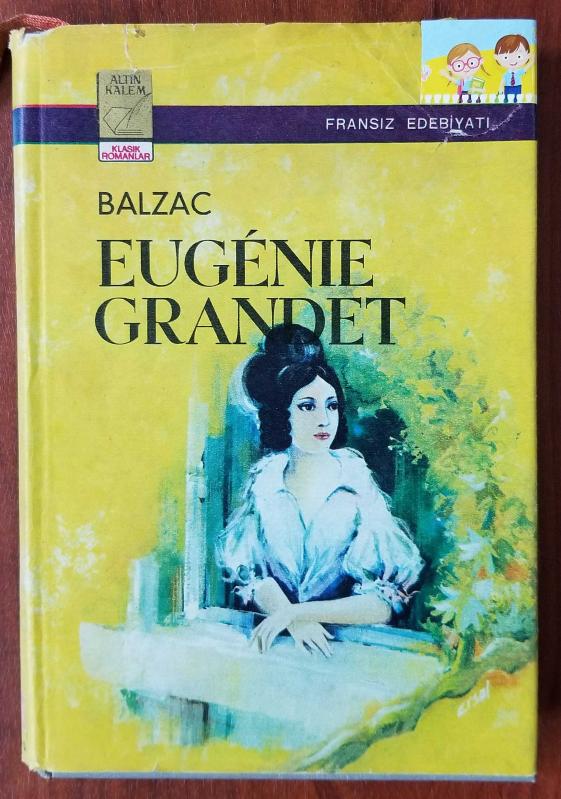 ALTIN
KALEM
KLASİK
ROMANLAR
FRANSIZ EDEBİYATI
BALZAC
EUGÉNIE
GRANDET